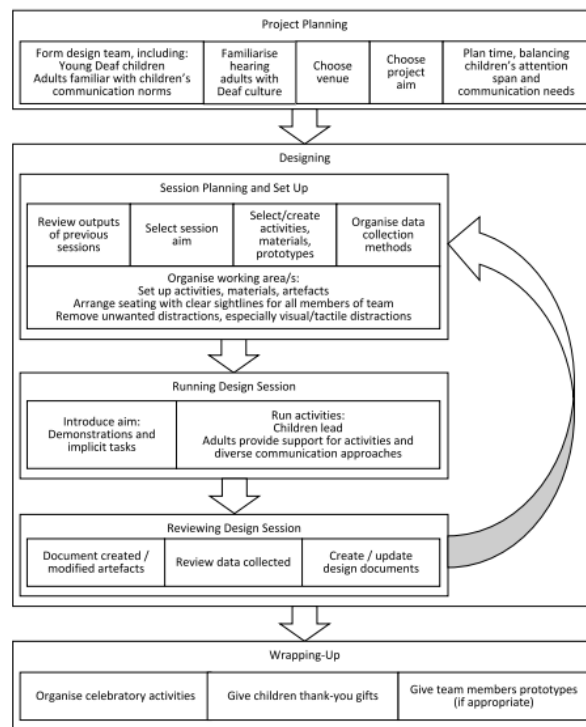 Project Planning
Form design team, including:
Young Deaf children
Adults familiar with children's
communication norms
Familiarise
hearing
adults with
Deaf culture
Choose
venue
Choose
project
aim
Plan time, balancing
children's attention
span and
communication needs
Designing
Session Planning and Set Up
Review outputs
of previous
sessions
Select session
aim
Select/create
activities,
materials,
prototypes
Organise data
collection
methods
Organise working area/s:
Set up activities, materials, artefacts
Arrange seating with clear sightlines for all members of team
Remove unwanted distractions, especially visual/tactile distractions
Running Design Session
Introduce aim:
Demonstrations and
implicit tasks
Run activities:
Children lead
Adults provide support for activities and
diverse communication approaches
Reviewing Design Session
Document created /
modified artefacts
Review data collected
Create / update
design documents
Wrapping-Up
Organise celebratory activities
Give children thank-you gifts
Give team members prototypes
(if appropriate)